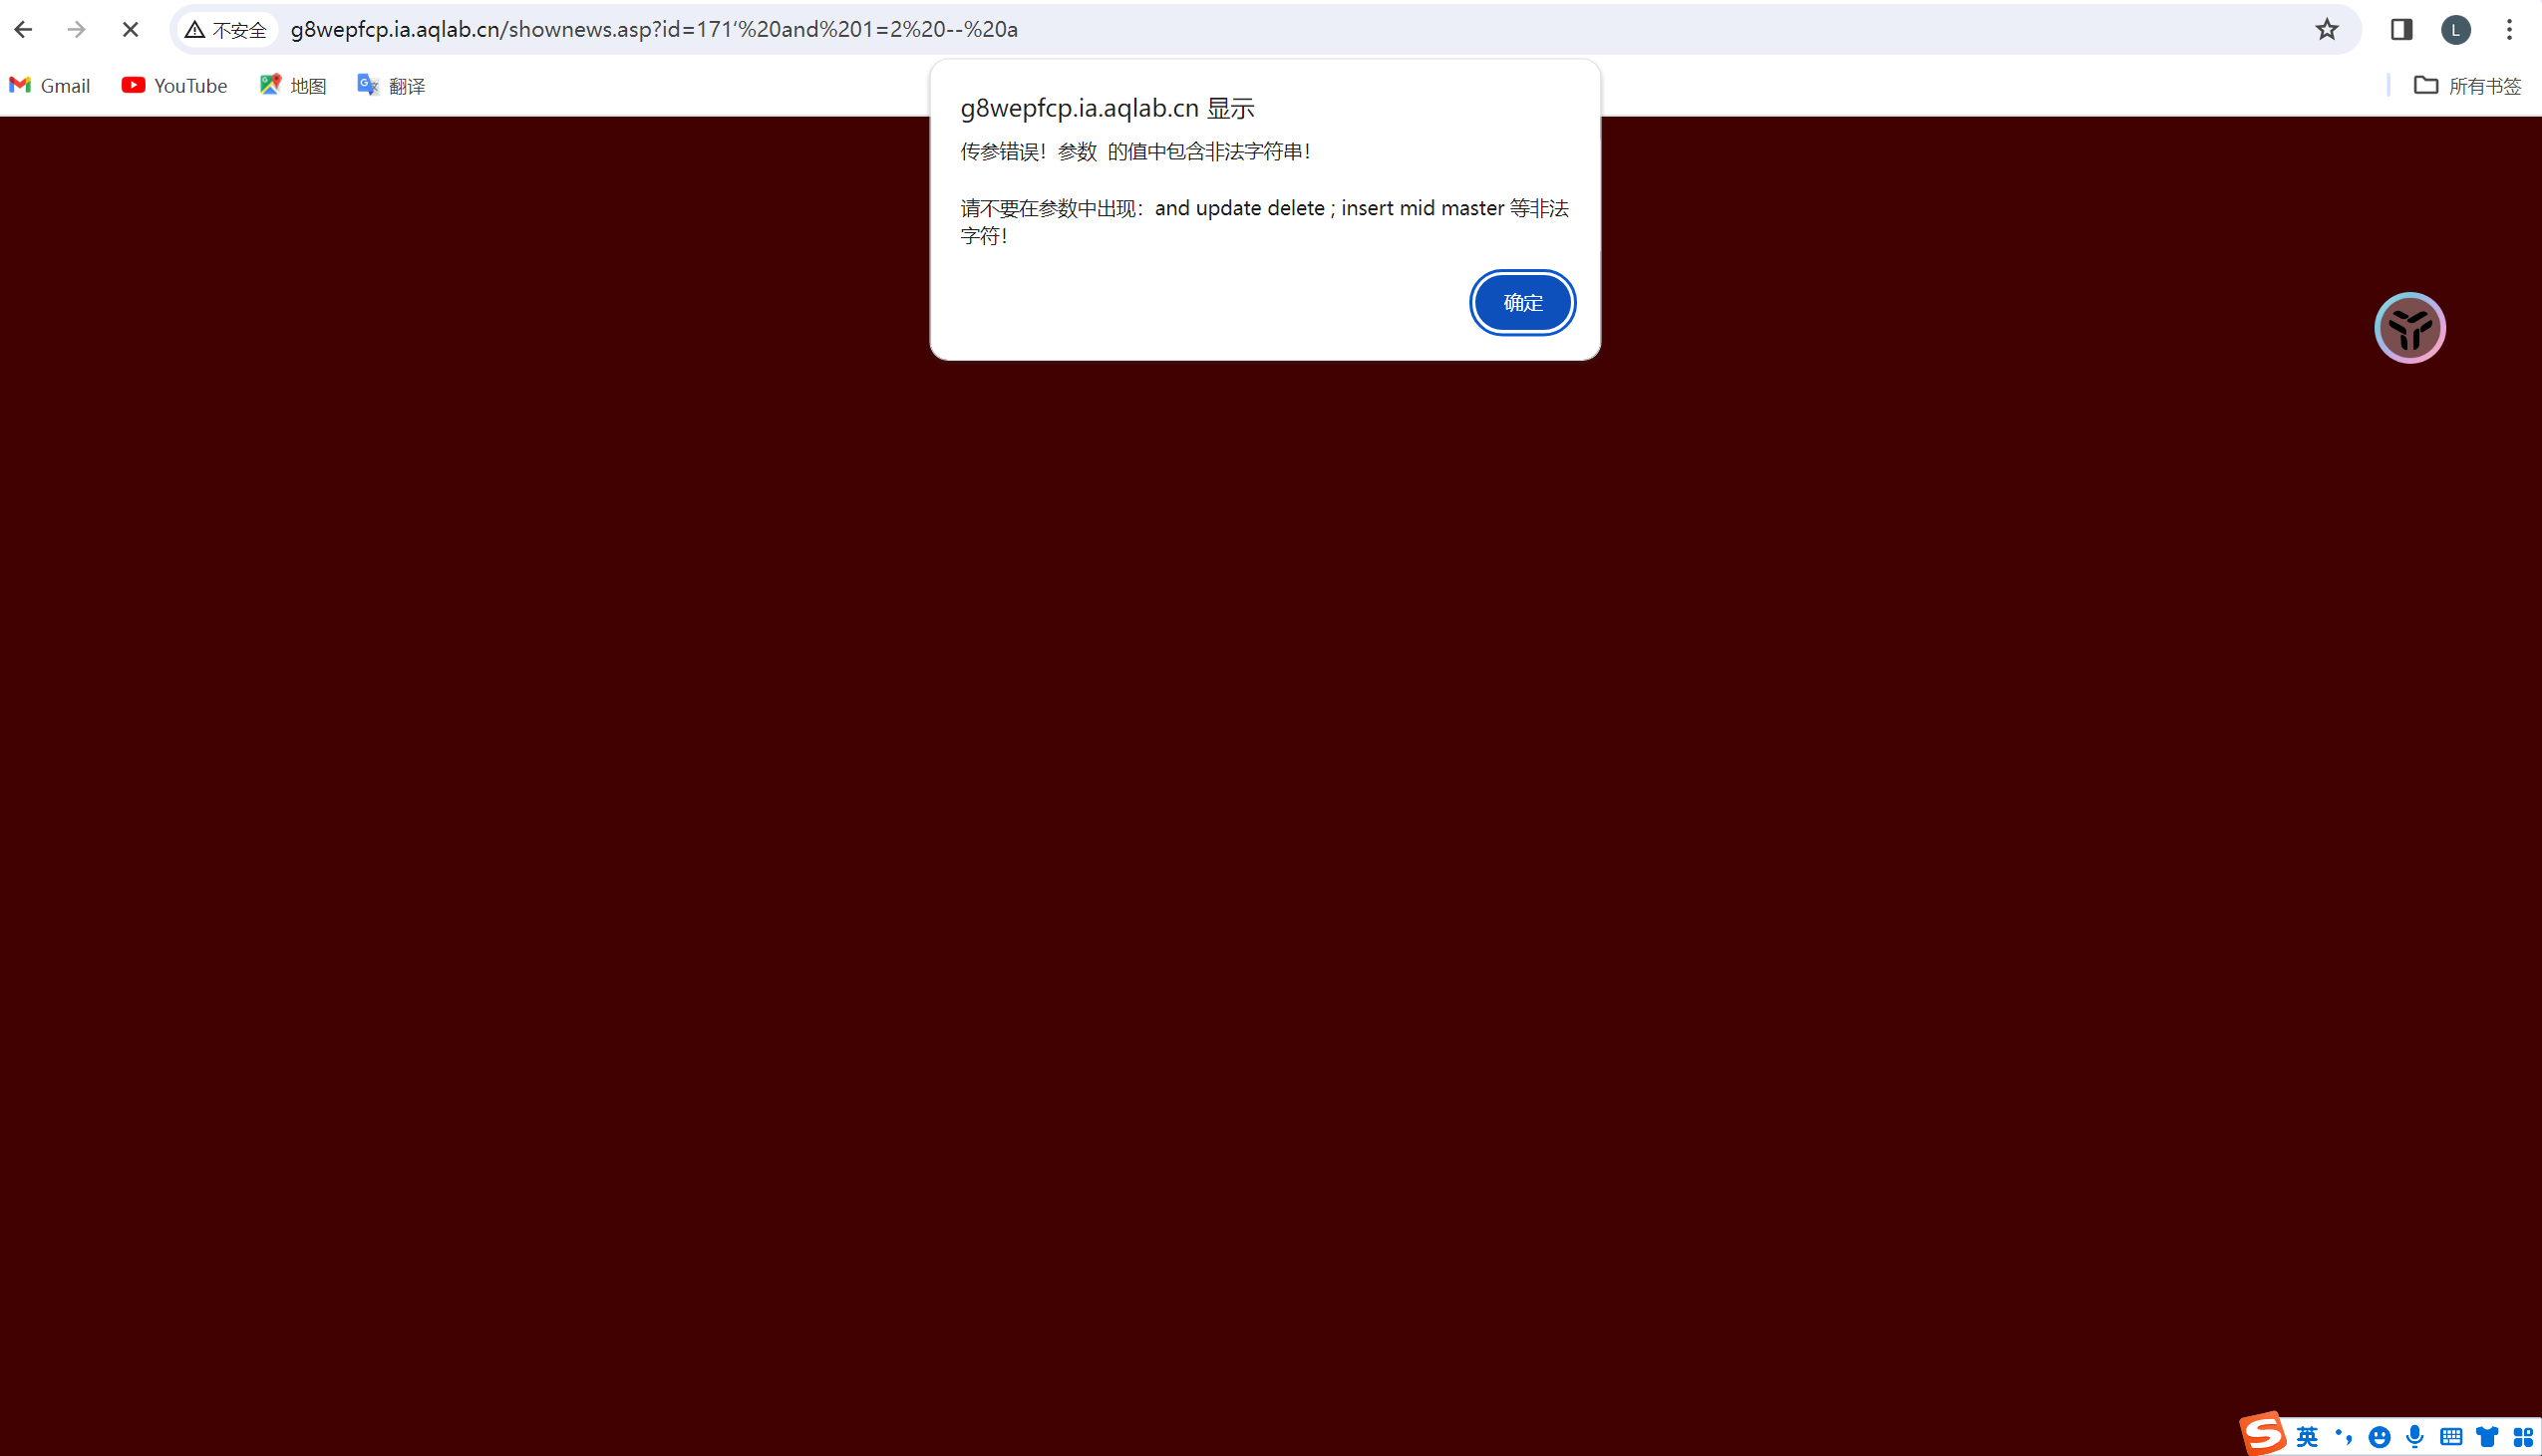 不安全
g8wepfcp.ia.aqlab.cn/shownews.asp?id=171‘%20and%201=2%20--%20a
L
Gmail
YouTube
地图
翻译
所有书签
g8wepfcp.ia.aqlab.cn 显示
传参错误！参数 的值中包含非法字符串！
请不要在参数中出现：and update delete ; insert mid master 等非法
字符！
确定
英